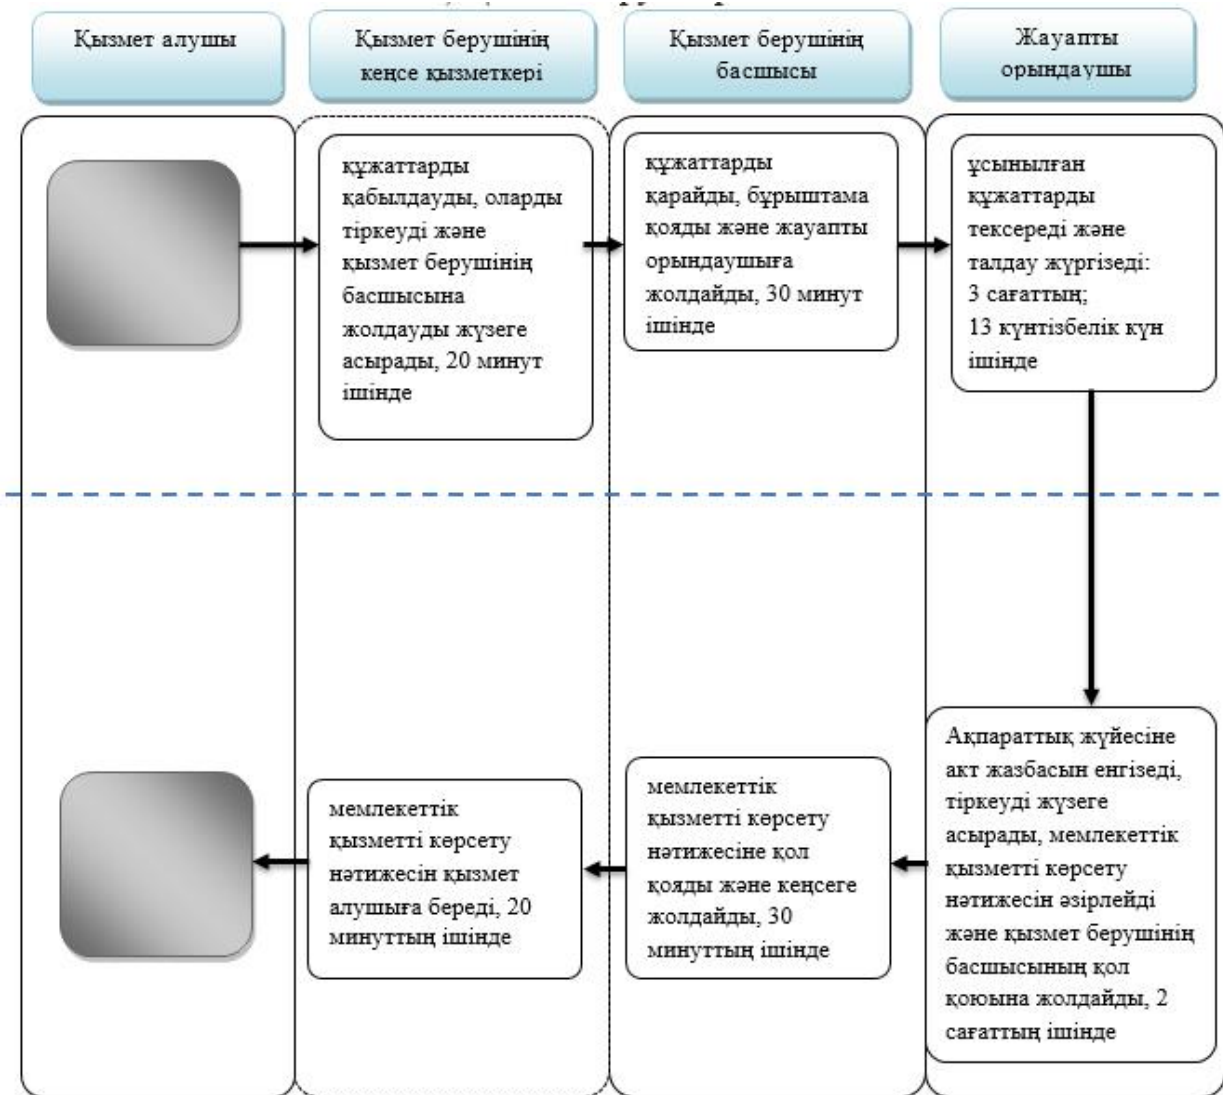 Қызмет алушы
Қызмет берушінің
кеңсе қызметкері
Қызмет берушінің
басшысы
Жауапты
орындаушы
құжаттарды
қабылдауды, оларды
тіркеуді және
қызмет берушінің
басшысына
жолдауды жүзеге
асырады, 20 минут
ішінде
құжаттарды
қарайды, бұрыштама
қояды және жауапты
орындаушыға
жолдайды, 30 минут
ішінде
ұсынылған
құжаттарды
тексереді және
талдау жүргізеді:
3 сағаттың;
13 күнтізбелік күн
ішінде
Ақпараттық жүйесіне
акт жазбасын енгізеді,
тіркеуді жүзеге
асырады, мемлекеттік
қызметті көрсету
нәтижесін әзірлейді
және қызмет берушінің
басшысының қол
қоюына жолдайды, 2
сағаттың ішінде
мемлекеттік
қызметті көрсету
нәтижесіне қол
қояды және кеңсеге
жолдайды, 30
минуттың ішінде
мемлекеттік
қызметті көрсету
нәтижесін қызмет
алушыға береді, 20
минуттың ішінде